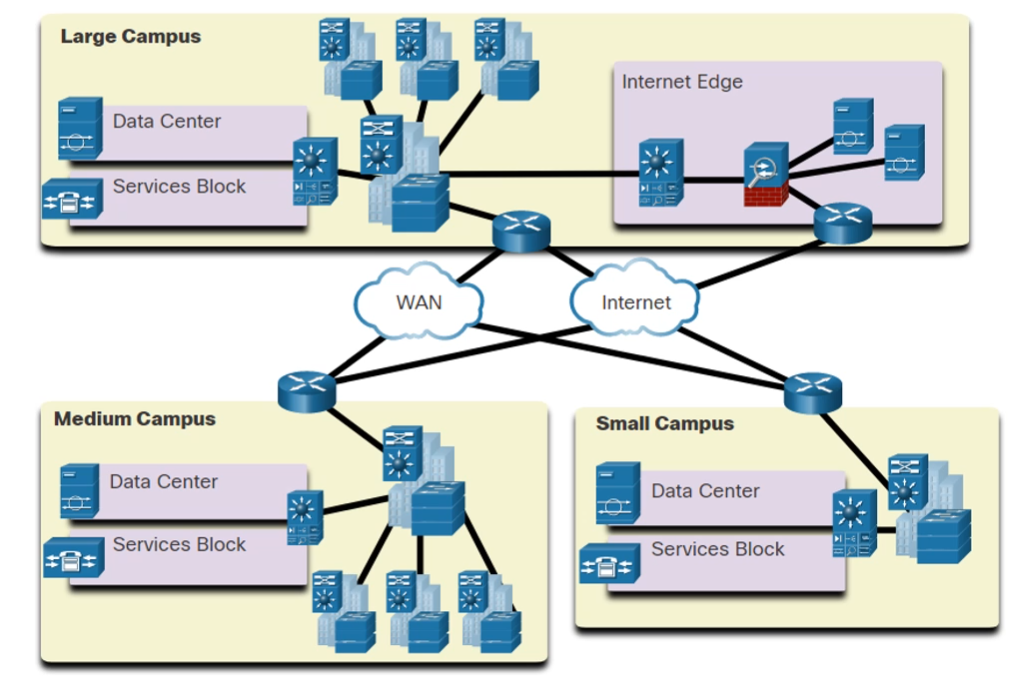 Large Campus
Internet Edge
Data Center
Services Block
WAN
Internet
Medium Campus
Data Center
Services Block
Small Campus
Data Center
Services Block